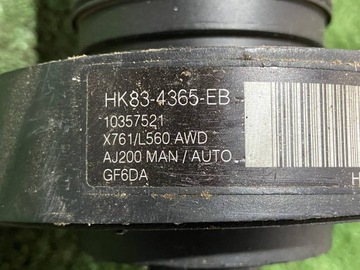 HK83-4365-EB
10357521
X761/L560 AWD
AJ200 MAN / AUTO
GF6DA
H